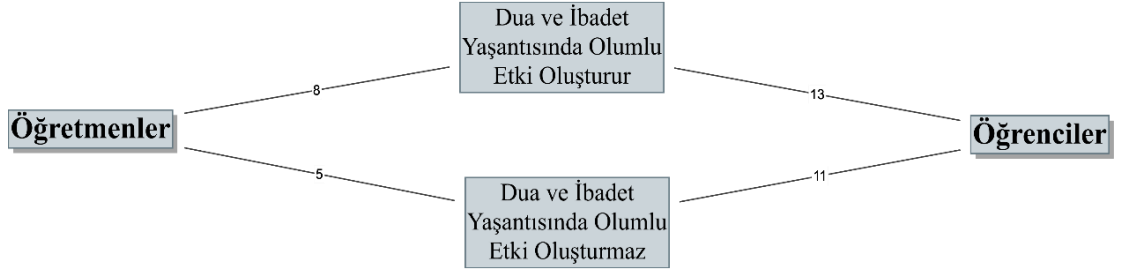 Dua ve İbadet
Yaşantısında Olumlu
Etki Oluşturur
8
13
Öğretmenler
Öğrenciler
5
11
Dua ve İbadet
Yaşantısında Olumlu
Etki Oluşturmaz